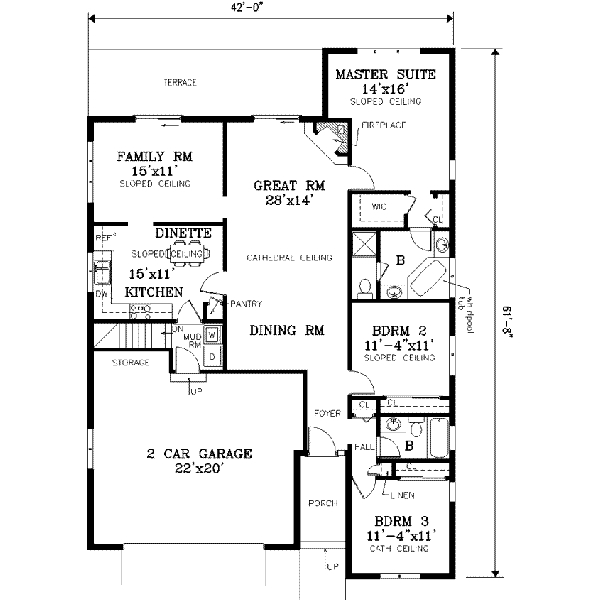 42'-0"
TERRACE
MASTER SUITE
14'x16'
SLOPED CEILING
FIREPLACE
FAMILY RM
15'x11'
SLOPED CEILING
GREAT RM
28'x14'
WIC
CL
REF
DINETTE
SLOPED CEILING
15'x11'
KITCHEN
DW
CATHEDRAL CEILING
B
whirlpool
tub
PANTRY
DINING RM
BDRM 2
11'-4"x11'
SLOPED CEILING
51'-8"
DN
MUD
RM
W
D
STORAGE
UP
CL
CL
FOYER
HALL
B
2 CAR GARAGE
22'x20'
CL
LINEN
PORCH
BDRM 3
11'-4"x11'
CATH CEILING
UP